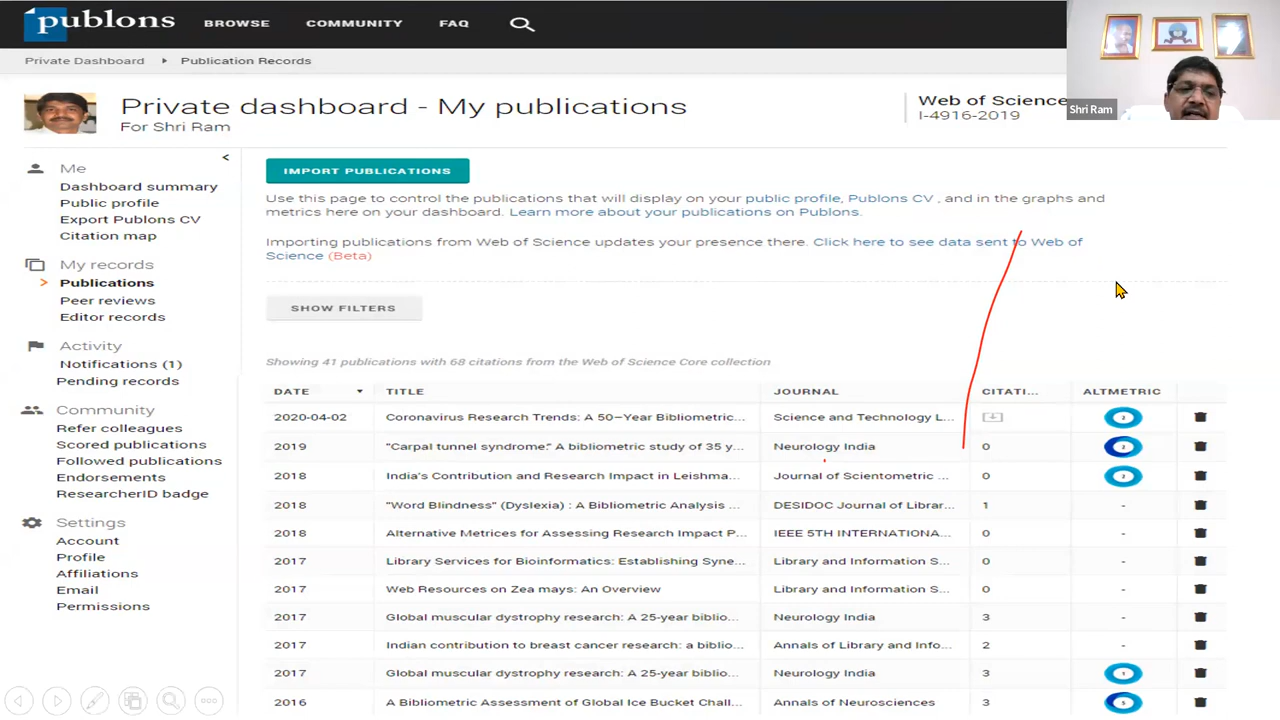 publons BROWSE COMMUNITY FAQ
Private Dashboard Publication Records
Private dashboard - My publications
For Shri Ram
Web of Science
I-4916-2019
Shri Ram
Me
Dashboard summary
Public profile
Export Publons CV
Citation map
My records
Publications
Peer reviews
Editor records
Activity
Notifications (1)
Pending records
Community
Refer colleagues
Scored publications
Followed publications
Endorsements
ResearcherID badge
Settings
Account
Profile
Affiliations
Email
Permissions
IMPORT PUBLICATIONS
Use this page to control the publications that will display on your public profile, Publons CV , and in the graphs and
metrics here on your dashboard. Learn more about your publications on Publons.
Importing publications from Web of Science updates your presence there. Click here to see data sent to Web of
Science (Beta)
SHOW FILTERS
Showing 41 publications with 68 citations from the Web of Science Core collection
DATE TITLE JOURNAL CITATI... ALTMETRIC
2020-04-02 Coronavirus Research Trends: A 50-Year Bibliometric... Science and Technology L... 2
2019 "Carpal tunnel syndrome:" A bibliometric study of 35 y... Neurology India 0 2
2018 India's Contribution and Research Impact in Leishma... Journal of Scientometric ... 0 2
2018 "Word Blindness" (Dyslexia) : A Bibliometric Analysis ... DESIDOC Journal of Librar... 1 -
2018 Alternative Metrices for Assessing Research Impact P... IEEE 5TH INTERNATIONA... 0 -
2017 Library Services for Bioinformatics: Establishing Syne... Library and Information S... 0 -
2017 Web Resources on Zea mays: An Overview Library and Information S... 0 -
2017 Global muscular dystrophy research: A 25-year biblio... Neurology India 3 -
2017 Indian contribution to breast cancer research: a biblio... Annals of Library and Info... 2 -
2017 Global muscular dystrophy research: A 25-year biblio... Neurology India 3 1
2016 A Bibliometric Assessment of Global Ice Bucket Chall... Annals of Neurosciences 3 5